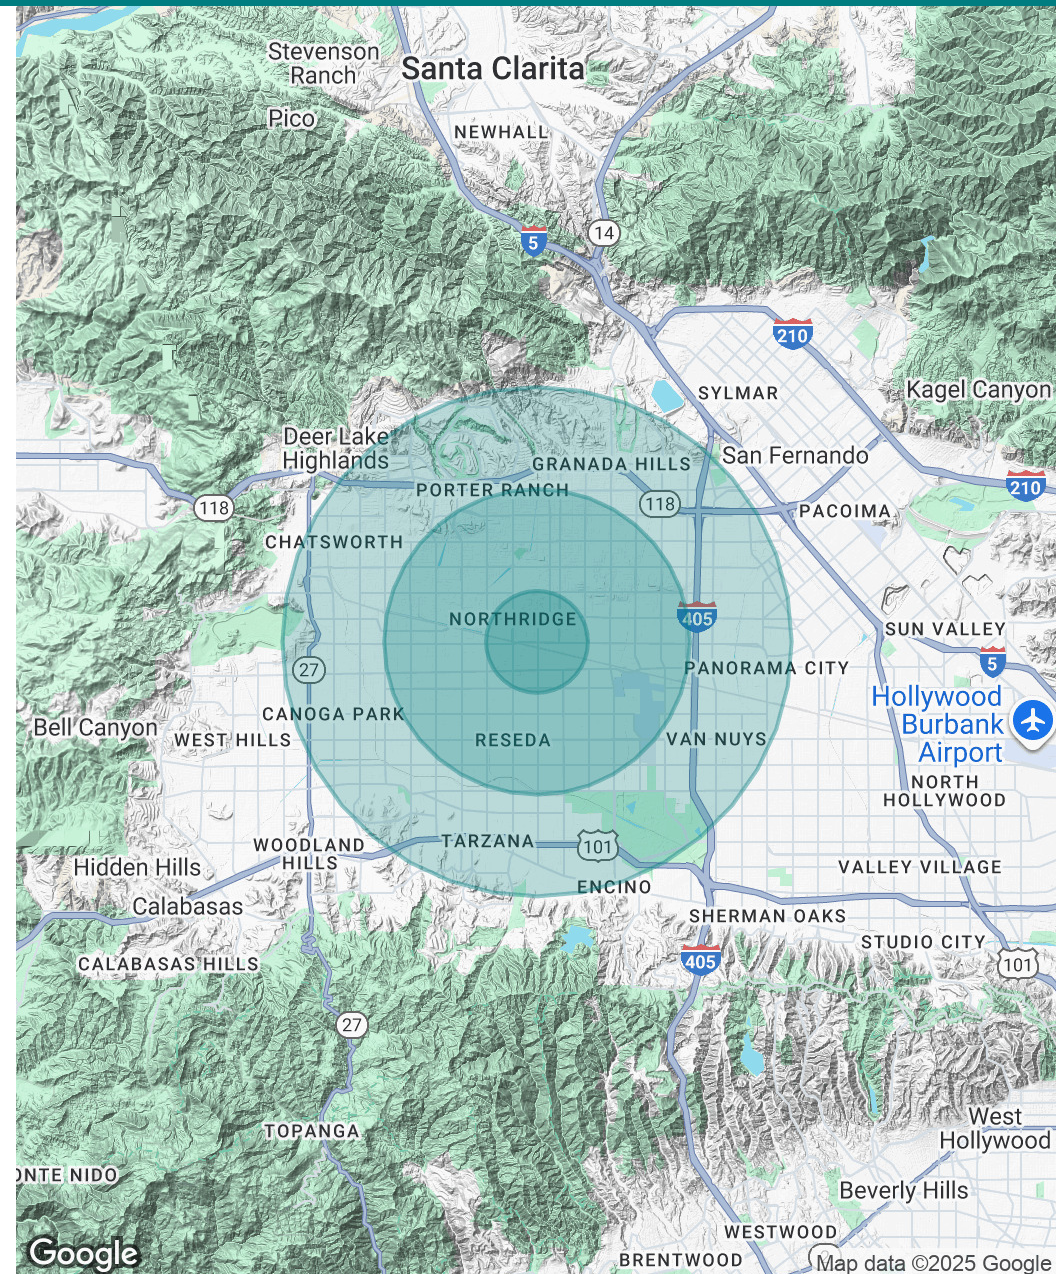 Stevenson
Ranch
Santa Clarita
Pico
NEWHALL
14
5
210
Kagel Canyon
SYLMAR
Deer Lake
Highlands
San Fernando
GRANADA HILLS
210
PORTER RANCH
118
118
PACOIMA
CHATSWORTH
NORTHRIDGE
405
SUN VALLEY
5
27
PANORAMA CITY
Hollywood
Burbank
Airport
CANOGA PARK
Bell Canyon
WEST HILLS
RESEDA
VAN NUYS
NORTH
HOLLYWOOD
WOODLAND
HILLS
TARZANA
101
Hidden Hills
VALLEY VILLAGE
ENCINO
Calabasas
SHERMAN OAKS
STUDIO CITY
CALABASAS HILLS
405
101
27
West
Hollywood
TOPANGA
ONTE NIDO
Beverly Hills
WESTWOOD
BRENTWOOD
Google
Map data ©2025 Google